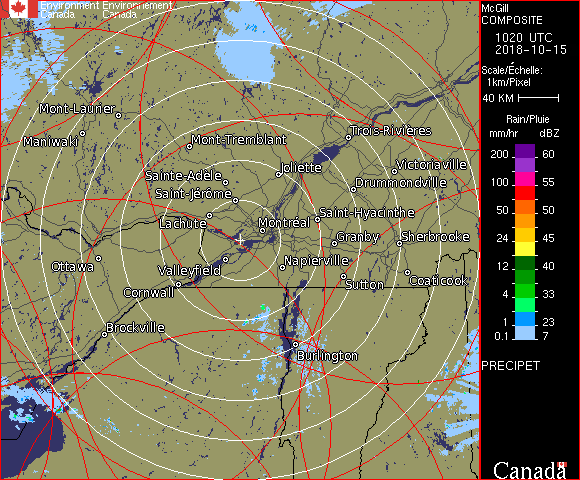 Environment Environnement
Canada Canada
McGill
COMPOSITE
1020 UTC
2018-10-15
Scale/Échelle:
1km/Pixel
40 KM
Rain/Pluie
mm/hr dBZ
200 60
100 55
50 50
24 45
12 40
4 33
1 23
0.1 7
PRECIPET
Canada
Mont-Laurier
Maniwaki
Mont-Tremblant
Trois-Rivières
Joliette
Victoriaville
Sainte-Adèle
Drummondville
Saint-Jérôme
Saint-Hyacinthe
Lachute
Montréal
Granby
Sherbrooke
Ottawa
Valleyfield
Napierville
Cornwall
Sutton
Coaticook
Brockville
Burlington